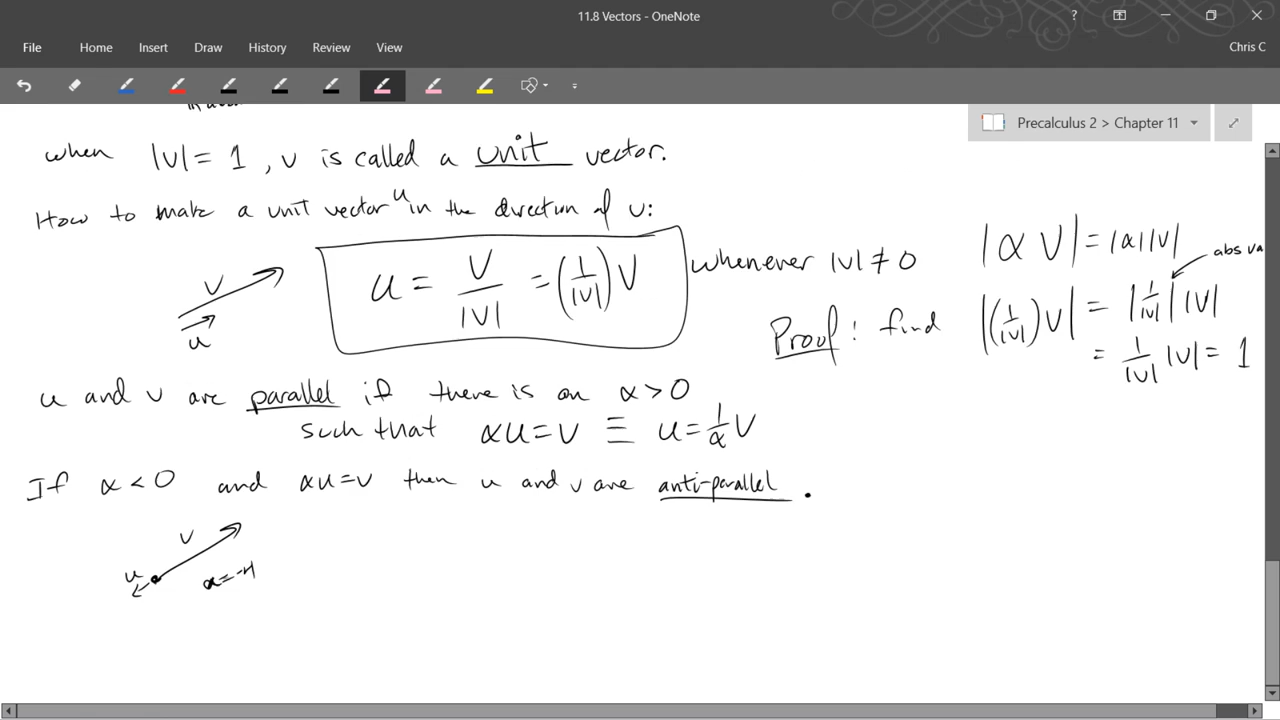 11.8 Vectors - OneNote
?
File Home Insert Draw History Review View
Chris C
Precalculus 2 > Chapter 11
when |v| = 1, v is called a unit vector.
How to make a unit vector u in the direction of v:
v
u
u = v/|v| = (1/|v|) v
whenever |v| ≠ 0
|α v| = |α||v|
abs va
Proof: find |(1/|v|) v| = |1/|v|| |v|
= 1/|v| |v| = 1
u and v are parallel if there is an α > 0
such that αu = v ≡ u = 1/α v
If α < 0 and αu = v then u and v are anti-parallel.
v
u
α = -4